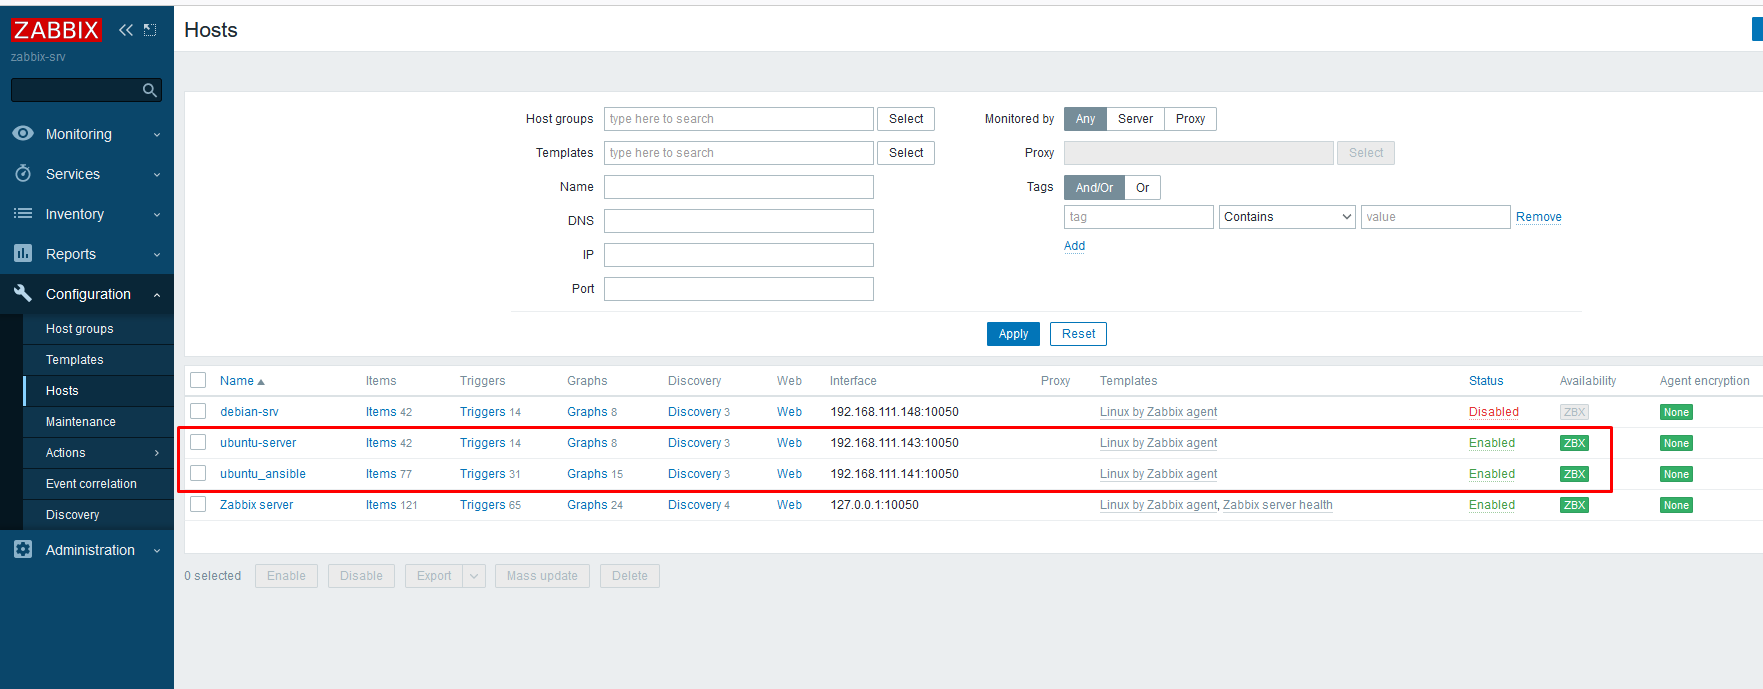 ZABBIX
zabbix-srv
Monitoring
Services
Inventory
Reports
Configuration
Host groups
Templates
Hosts
Maintenance
Actions
Event correlation
Discovery
Administration
Hosts
Host groups type here to search Select
Templates type here to search Select
Name
DNS
IP
Port
Monitored by Any Server Proxy
Proxy Select
Tags And/Or Or
tag Contains value Remove
Add
Apply Reset
Name Items Triggers Graphs Discovery Web Interface Proxy Templates Status Availability Agent encryption
debian-srv Items 42 Triggers 14 Graphs 8 Discovery 3 Web 192.168.111.148:10050 Linux by Zabbix agent Disabled ZBX None
ubuntu-server Items 42 Triggers 14 Graphs 8 Discovery 3 Web 192.168.111.143:10050 Linux by Zabbix agent Enabled ZBX None
ubuntu_ansible Items 77 Triggers 31 Graphs 15 Discovery 3 Web 192.168.111.141:10050 Linux by Zabbix agent Enabled ZBX None
Zabbix server Items 121 Triggers 65 Graphs 24 Discovery 4 Web 127.0.0.1:10050 Linux by Zabbix agent, Zabbix server health Enabled ZBX None
0 selected Enable Disable Export Mass update Delete